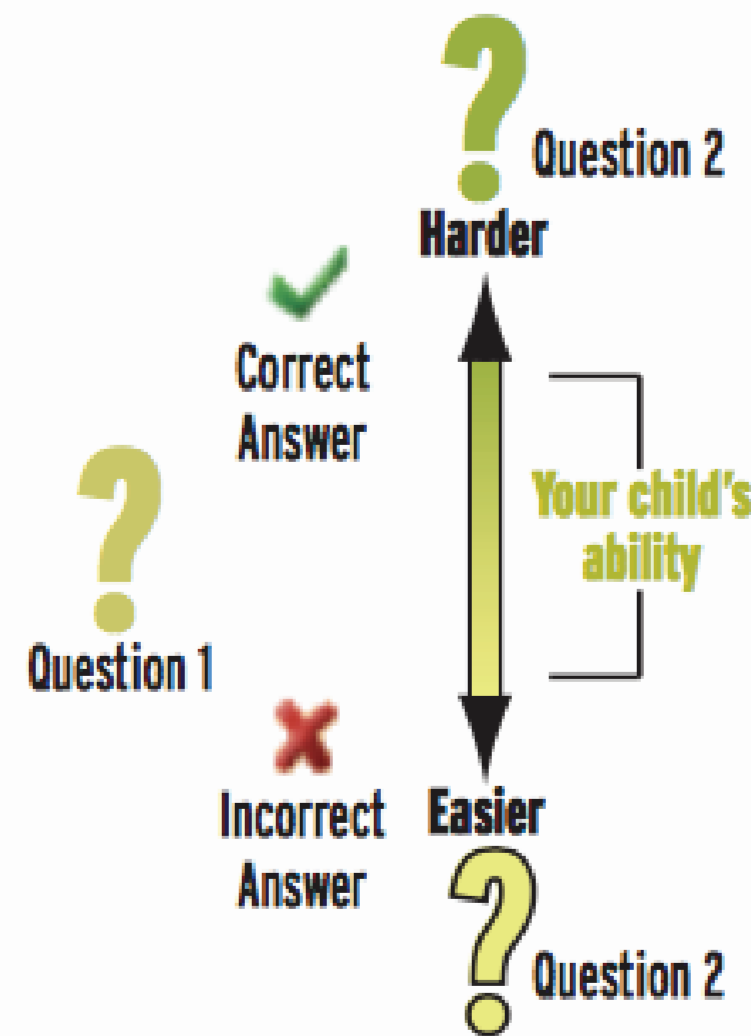 Question 2
Harder
Correct
Answer
Your child's
ability
Question 1
Incorrect
Answer
Easier
Question 2